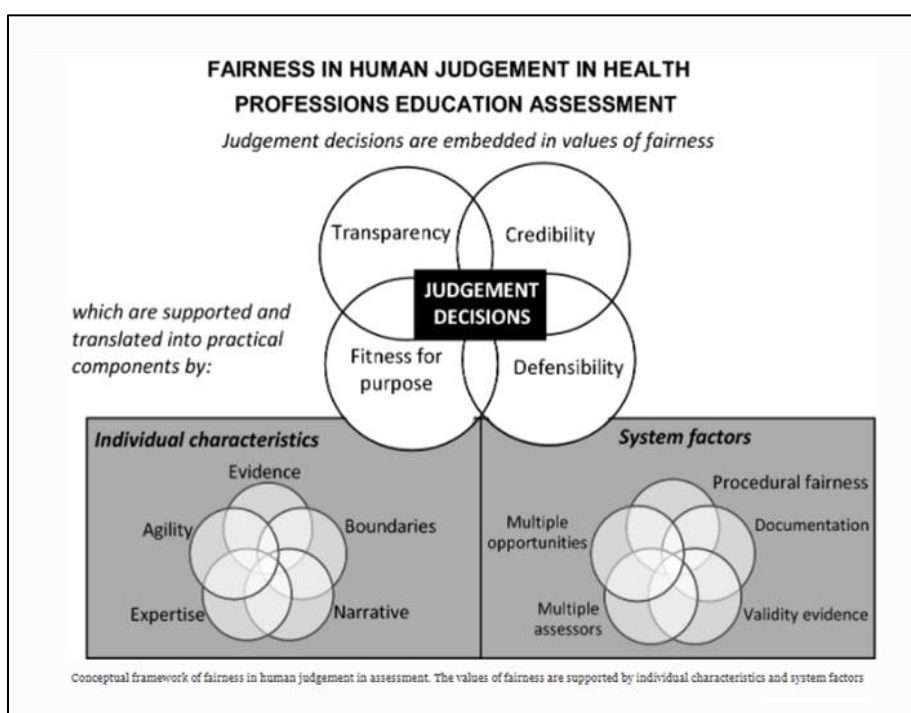 FAIRNESS IN HUMAN JUDGEMENT IN HEALTH
PROFESSIONS EDUCATION ASSESSMENT
Judgement decisions are embedded in values of fairness
Transparency
Credibility
JUDGEMENT
DECISIONS
which are supported and
translated into practical
components by:
Fitness for
purpose
Defensibility
Individual characteristics
Evidence
Agility
Boundaries
Expertise
Narrative
System factors
Procedural fairness
Multiple
opportunities
Documentation
Multiple
assessors
Validity evidence
Conceptual framework of fairness in human judgement in assessment. The values of fairness are supported by individual characteristics and system factors